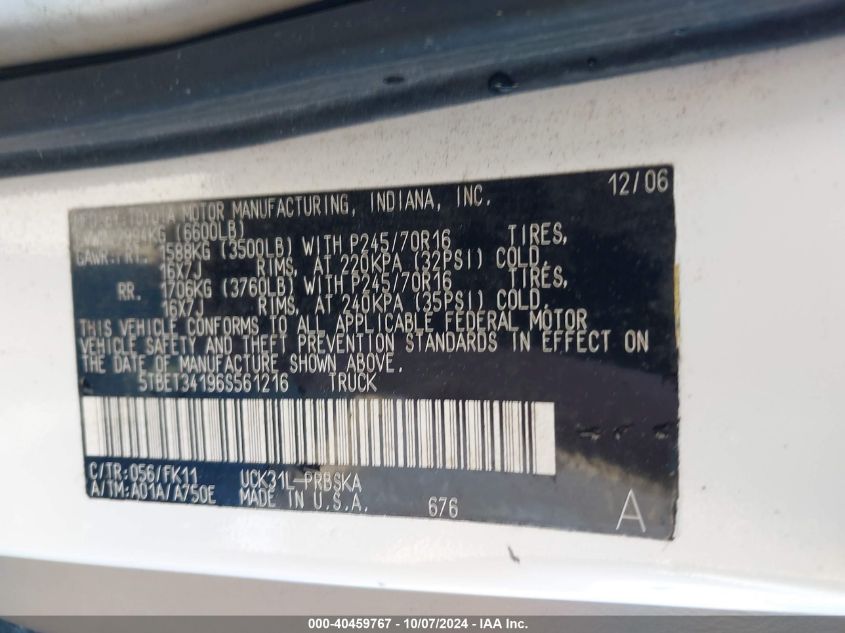 12/06
MFD. BY: TOYOTA MOTOR MANUFACTURING, INDIANA, INC.
2994KG (6600LB)
GAWR:FRT. 1588KG (3500LB) WITH P245/70R16 TIRES,
16X7J RIMS, AT 220KPA (32PSI) COLD,
RR. 1706KG (3760LB) WITH P245/70R16 TIRES,
16X7J RIMS, AT 240KPA (35PSI) COLD,
THIS VEHICLE CONFORMS TO ALL APPLICABLE FEDERAL MOTOR
VEHICLE SAFETY AND THEFT PREVENTION STANDARDS IN EFFECT ON
THE DATE OF MANUFACTURE SHOWN ABOVE.
5TBET34196S561216 TRUCK
C/TR:056/FK11 UCK31L-PRBSKA
A/TM:A01A/A750E MADE IN U.S.A. 676 A
000-40459767 - 10/07/2024 - IAA Inc.